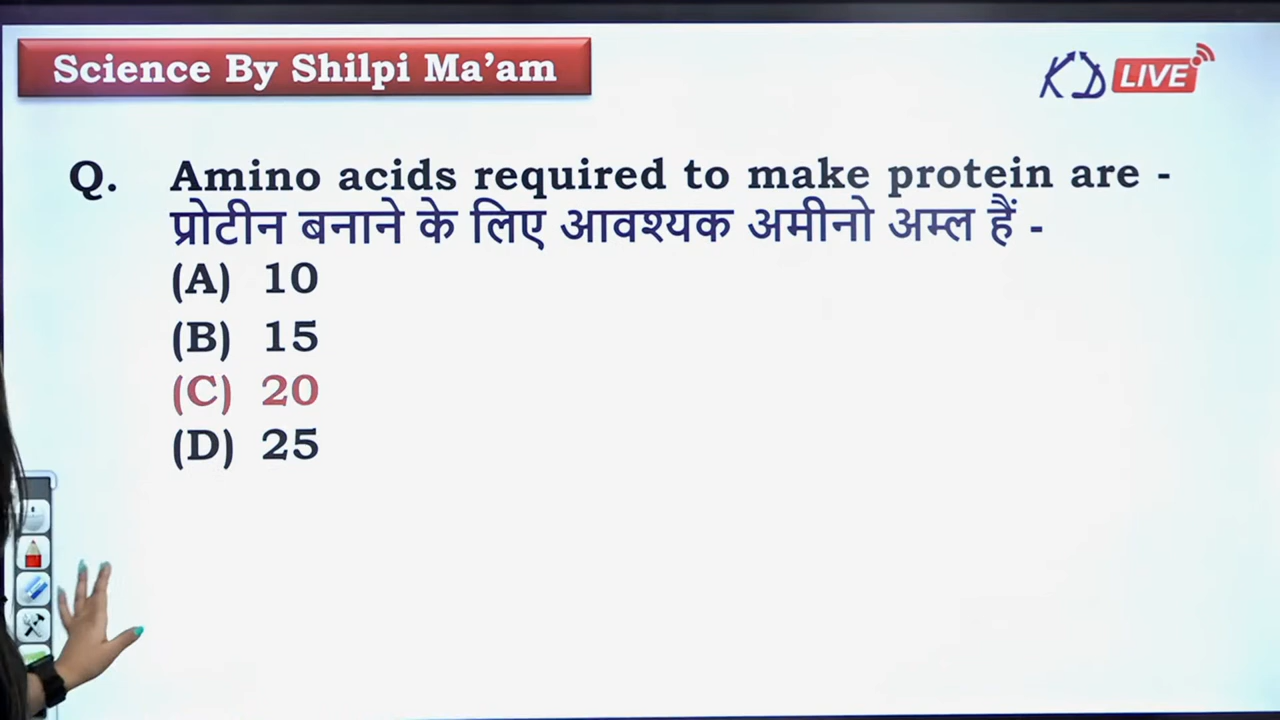 Science By Shilpi Ma’am
KD LIVE
Q. Amino acids required to make protein are -
प्रोटीन बनाने के लिए आवश्यक अमीनो अम्ल हैं -
(A) 10
(B) 15
(C) 20
(D) 25